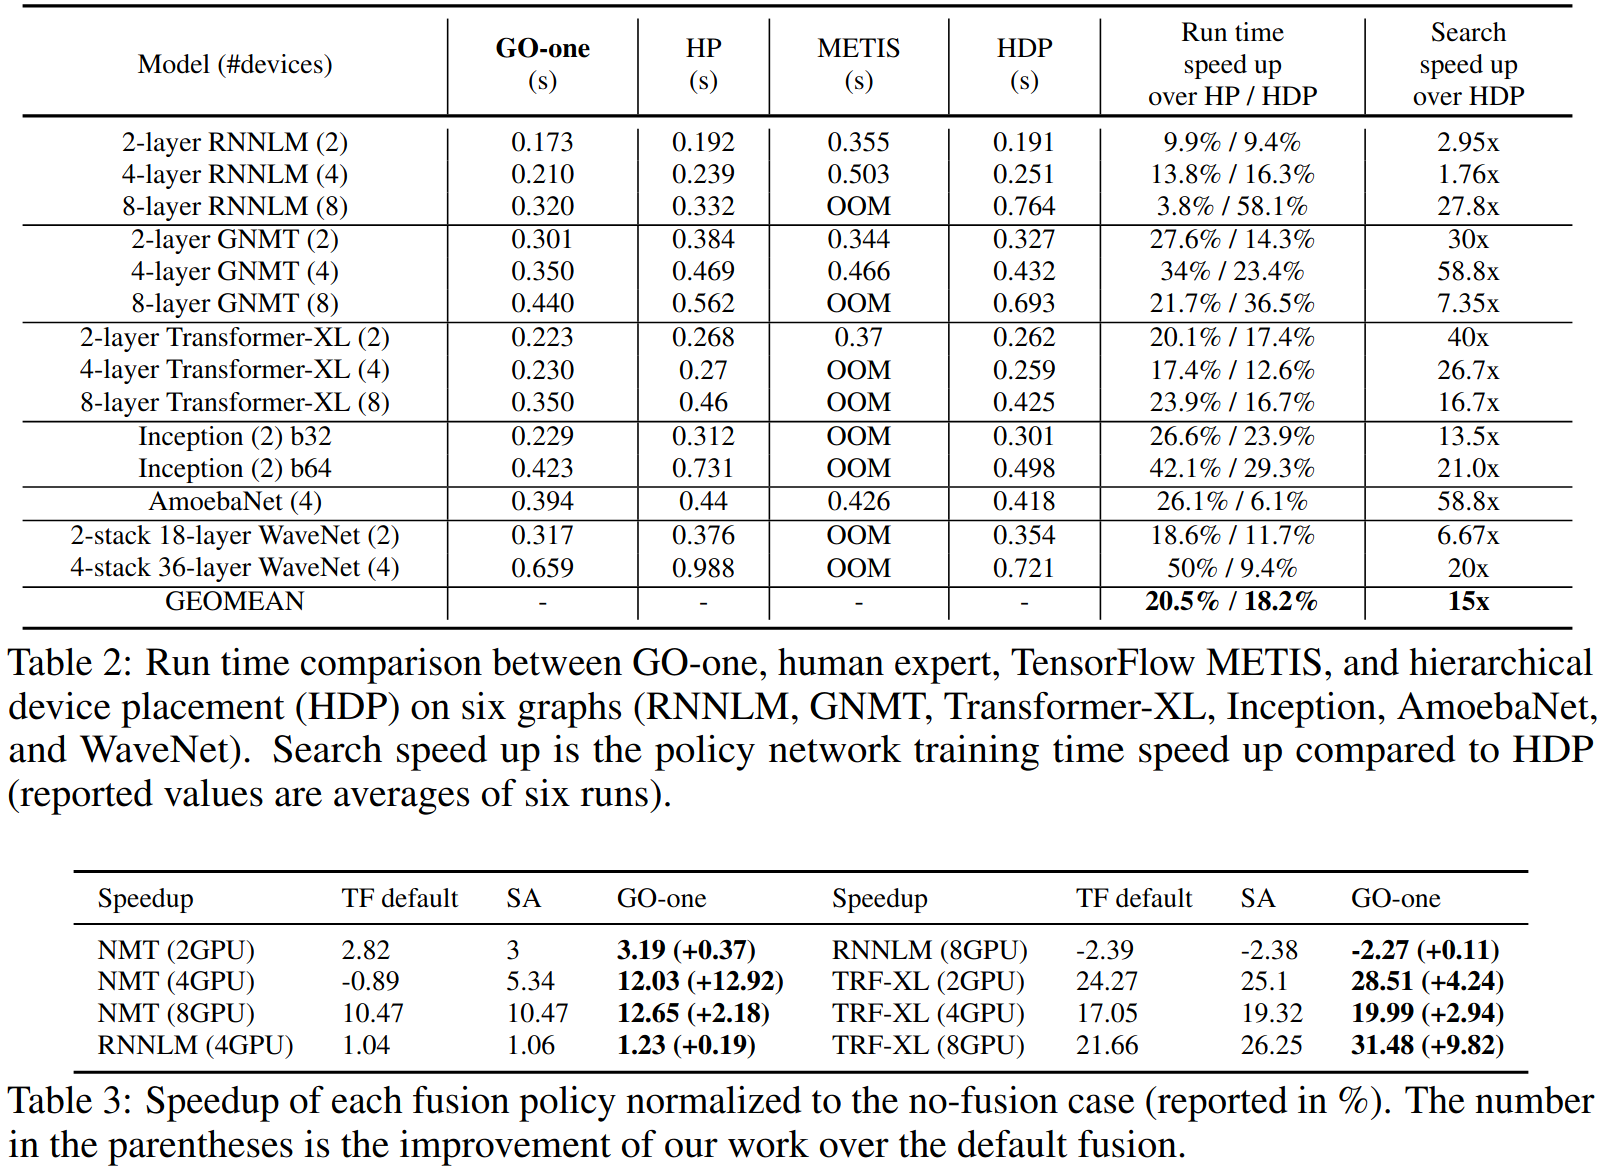 Model (#devices) GO-one (s) HP (s) METIS (s) HDP (s) Run time speed up over HP / HDP Search speed up over HDP
2-layer RNNLM (2) 0.173 0.192 0.355 0.191 9.9% / 9.4% 2.95x
4-layer RNNLM (4) 0.210 0.239 0.503 0.251 13.8% / 16.3% 1.76x
8-layer RNNLM (8) 0.320 0.332 OOM 0.764 3.8% / 58.1% 27.8x
2-layer GNMT (2) 0.301 0.384 0.344 0.327 27.6% / 14.3% 30x
4-layer GNMT (4) 0.350 0.469 0.466 0.432 34% / 23.4% 58.8x
8-layer GNMT (8) 0.440 0.562 OOM 0.693 21.7% / 36.5% 7.35x
2-layer Transformer-XL (2) 0.223 0.268 0.37 0.262 20.1% / 17.4% 40x
4-layer Transformer-XL (4) 0.230 0.27 OOM 0.259 17.4% / 12.6% 26.7x
8-layer Transformer-XL (8) 0.350 0.46 OOM 0.425 23.9% / 16.7% 16.7x
Inception (2) b32 0.229 0.312 OOM 0.301 26.6% / 23.9% 13.5x
Inception (2) b64 0.423 0.731 OOM 0.498 42.1% / 29.3% 21.0x
AmoebaNet (4) 0.394 0.44 0.426 0.418 26.1% / 6.1% 58.8x
2-stack 18-layer WaveNet (2) 0.317 0.376 OOM 0.354 18.6% / 11.7% 6.67x
4-stack 36-layer WaveNet (4) 0.659 0.988 OOM 0.721 50% / 9.4% 20x
GEOMEAN - - - - 20.5% / 18.2% 15x
Table 2: Run time comparison between GO-one, human expert, TensorFlow METIS, and hierarchical
device placement (HDP) on six graphs (RNNLM, GNMT, Transformer-XL, Inception, AmoebaNet,
and WaveNet). Search speed up is the policy network training time speed up compared to HDP
(reported values are averages of six runs).
Speedup TF default SA GO-one Speedup TF default SA GO-one
NMT (2GPU) 2.82 3 3.19 (+0.37) RNNLM (8GPU) -2.39 -2.38 -2.27 (+0.11)
NMT (4GPU) -0.89 5.34 12.03 (+12.92) TRF-XL (2GPU) 24.27 25.1 28.51 (+4.24)
NMT (8GPU) 10.47 10.47 12.65 (+2.18) TRF-XL (4GPU) 17.05 19.32 19.99 (+2.94)
RNNLM (4GPU) 1.04 1.06 1.23 (+0.19) TRF-XL (8GPU) 21.66 26.25 31.48 (+9.82)
Table 3: Speedup of each fusion policy normalized to the no-fusion case (reported in %). The number
in the parentheses is the improvement of our work over the default fusion.